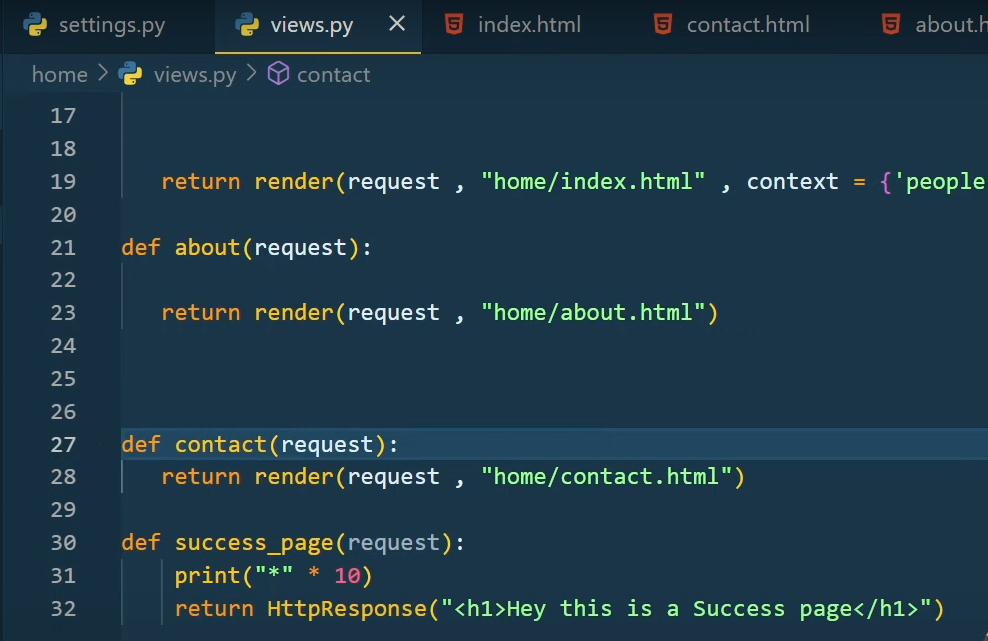 settings.py views.py index.html contact.html about.h
home > views.py > contact
17
18
19 return render(request , "home/index.html" , context = {'people
20
21 def about(request):
22
23 return render(request , "home/about.html")
24
25
26
27 def contact(request):
28 return render(request , "home/contact.html")
29
30 def success_page(request):
31 print("*" * 10)
32 return HttpResponse("<h1>Hey this is a Success page</h1>")